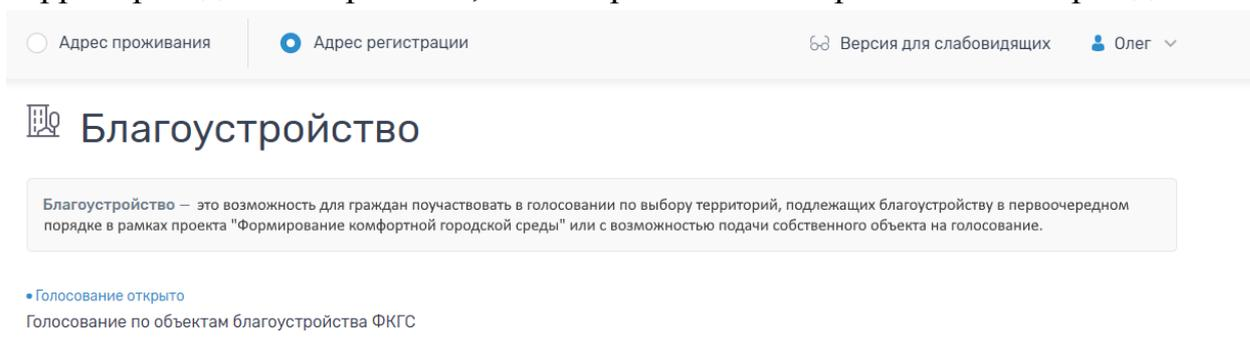 Адрес проживания Адрес регистрации Версия для слабовидящих Олег
Благоустройство
Благоустройство – это возможность для граждан поучаствовать в голосовании по выбору территорий, подлежащих благоустройству в первоочередном
порядке в рамках проекта "Формирование комфортной городской среды" или с возможностью подачи собственного объекта на голосование.
• Голосование открыто
Голосование по объектам благоустройства ФКГС